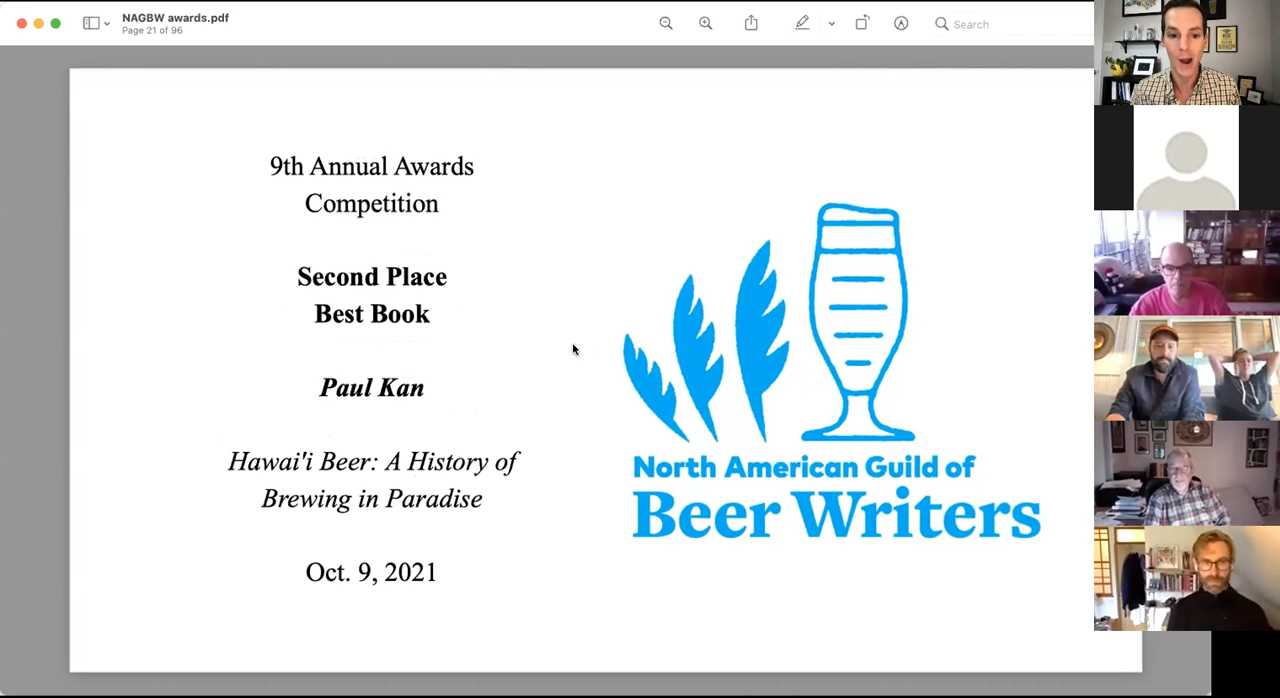 NAGBW awards.pdf
Page 21 of 96
Search
9th Annual Awards
Competition
Second Place
Best Book
Paul Kan
Hawai'i Beer: A History of
Brewing in Paradise
Oct. 9, 2021
North American Guild of
Beer Writers